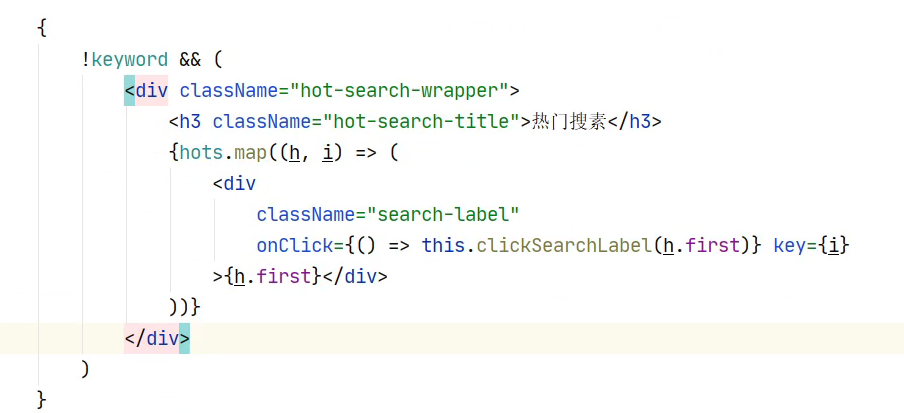 {
    !keyword && (
        <div className="hot-search-wrapper">
            <h3 className="hot-search-title">热门搜素</h3>
            {hots.map((h, i) => (
                <div
                    className="search-label"
                    onClick={() => this.clickSearchLabel(h.first)} key={i}
                >{h.first}</div>
            ))}
        </div>
    )
}